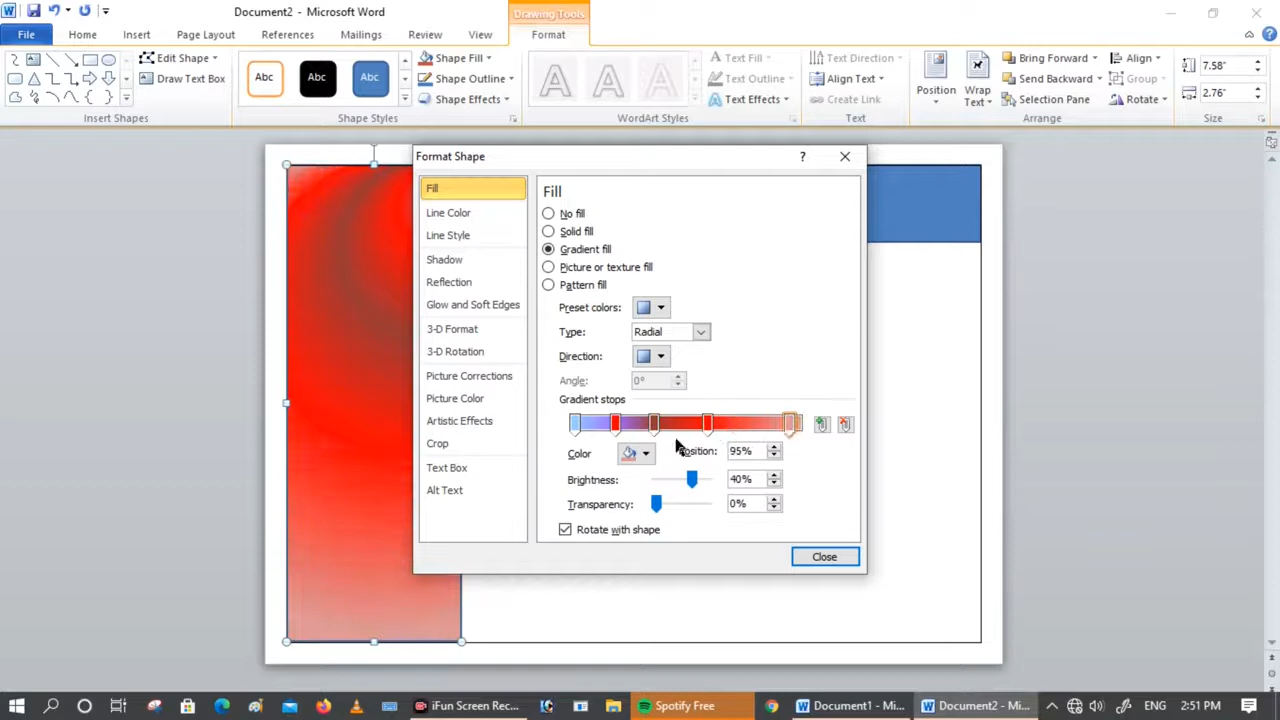 Document2 - Microsoft Word
Drawing Tools
File Home Insert Page Layout References Mailings Review View Format
Edit Shape
Draw Text Box
Insert Shapes
Abc Abc Abc
Shape Fill
Shape Outline
Shape Effects
Shape Styles
A A A
Text Fill
Text Outline
Text Effects
WordArt Styles
Text Direction
Align Text
Create Link
Text
Position
Wrap
Text
Bring Forward
Send Backward
Selection Pane
Align
Group
Rotate
Arrange
7.58"
2.76"
Size
Format Shape
Fill
Line Color
Line Style
Shadow
Reflection
Glow and Soft Edges
3-D Format
3-D Rotation
Picture Corrections
Picture Color
Artistic Effects
Crop
Text Box
Alt Text
Fill
No fill
Solid fill
Gradient fill
Picture or texture fill
Pattern fill
Preset colors:
Type: Radial
Direction:
Angle: 0°
Gradient stops
Color Position: 95%
Brightness: 40%
Transparency: 0%
Rotate with shape
Close
iFun Screen Rec... Spotify Free Document1 - Mi... Document2 - Mi... ENG 2:51 PM